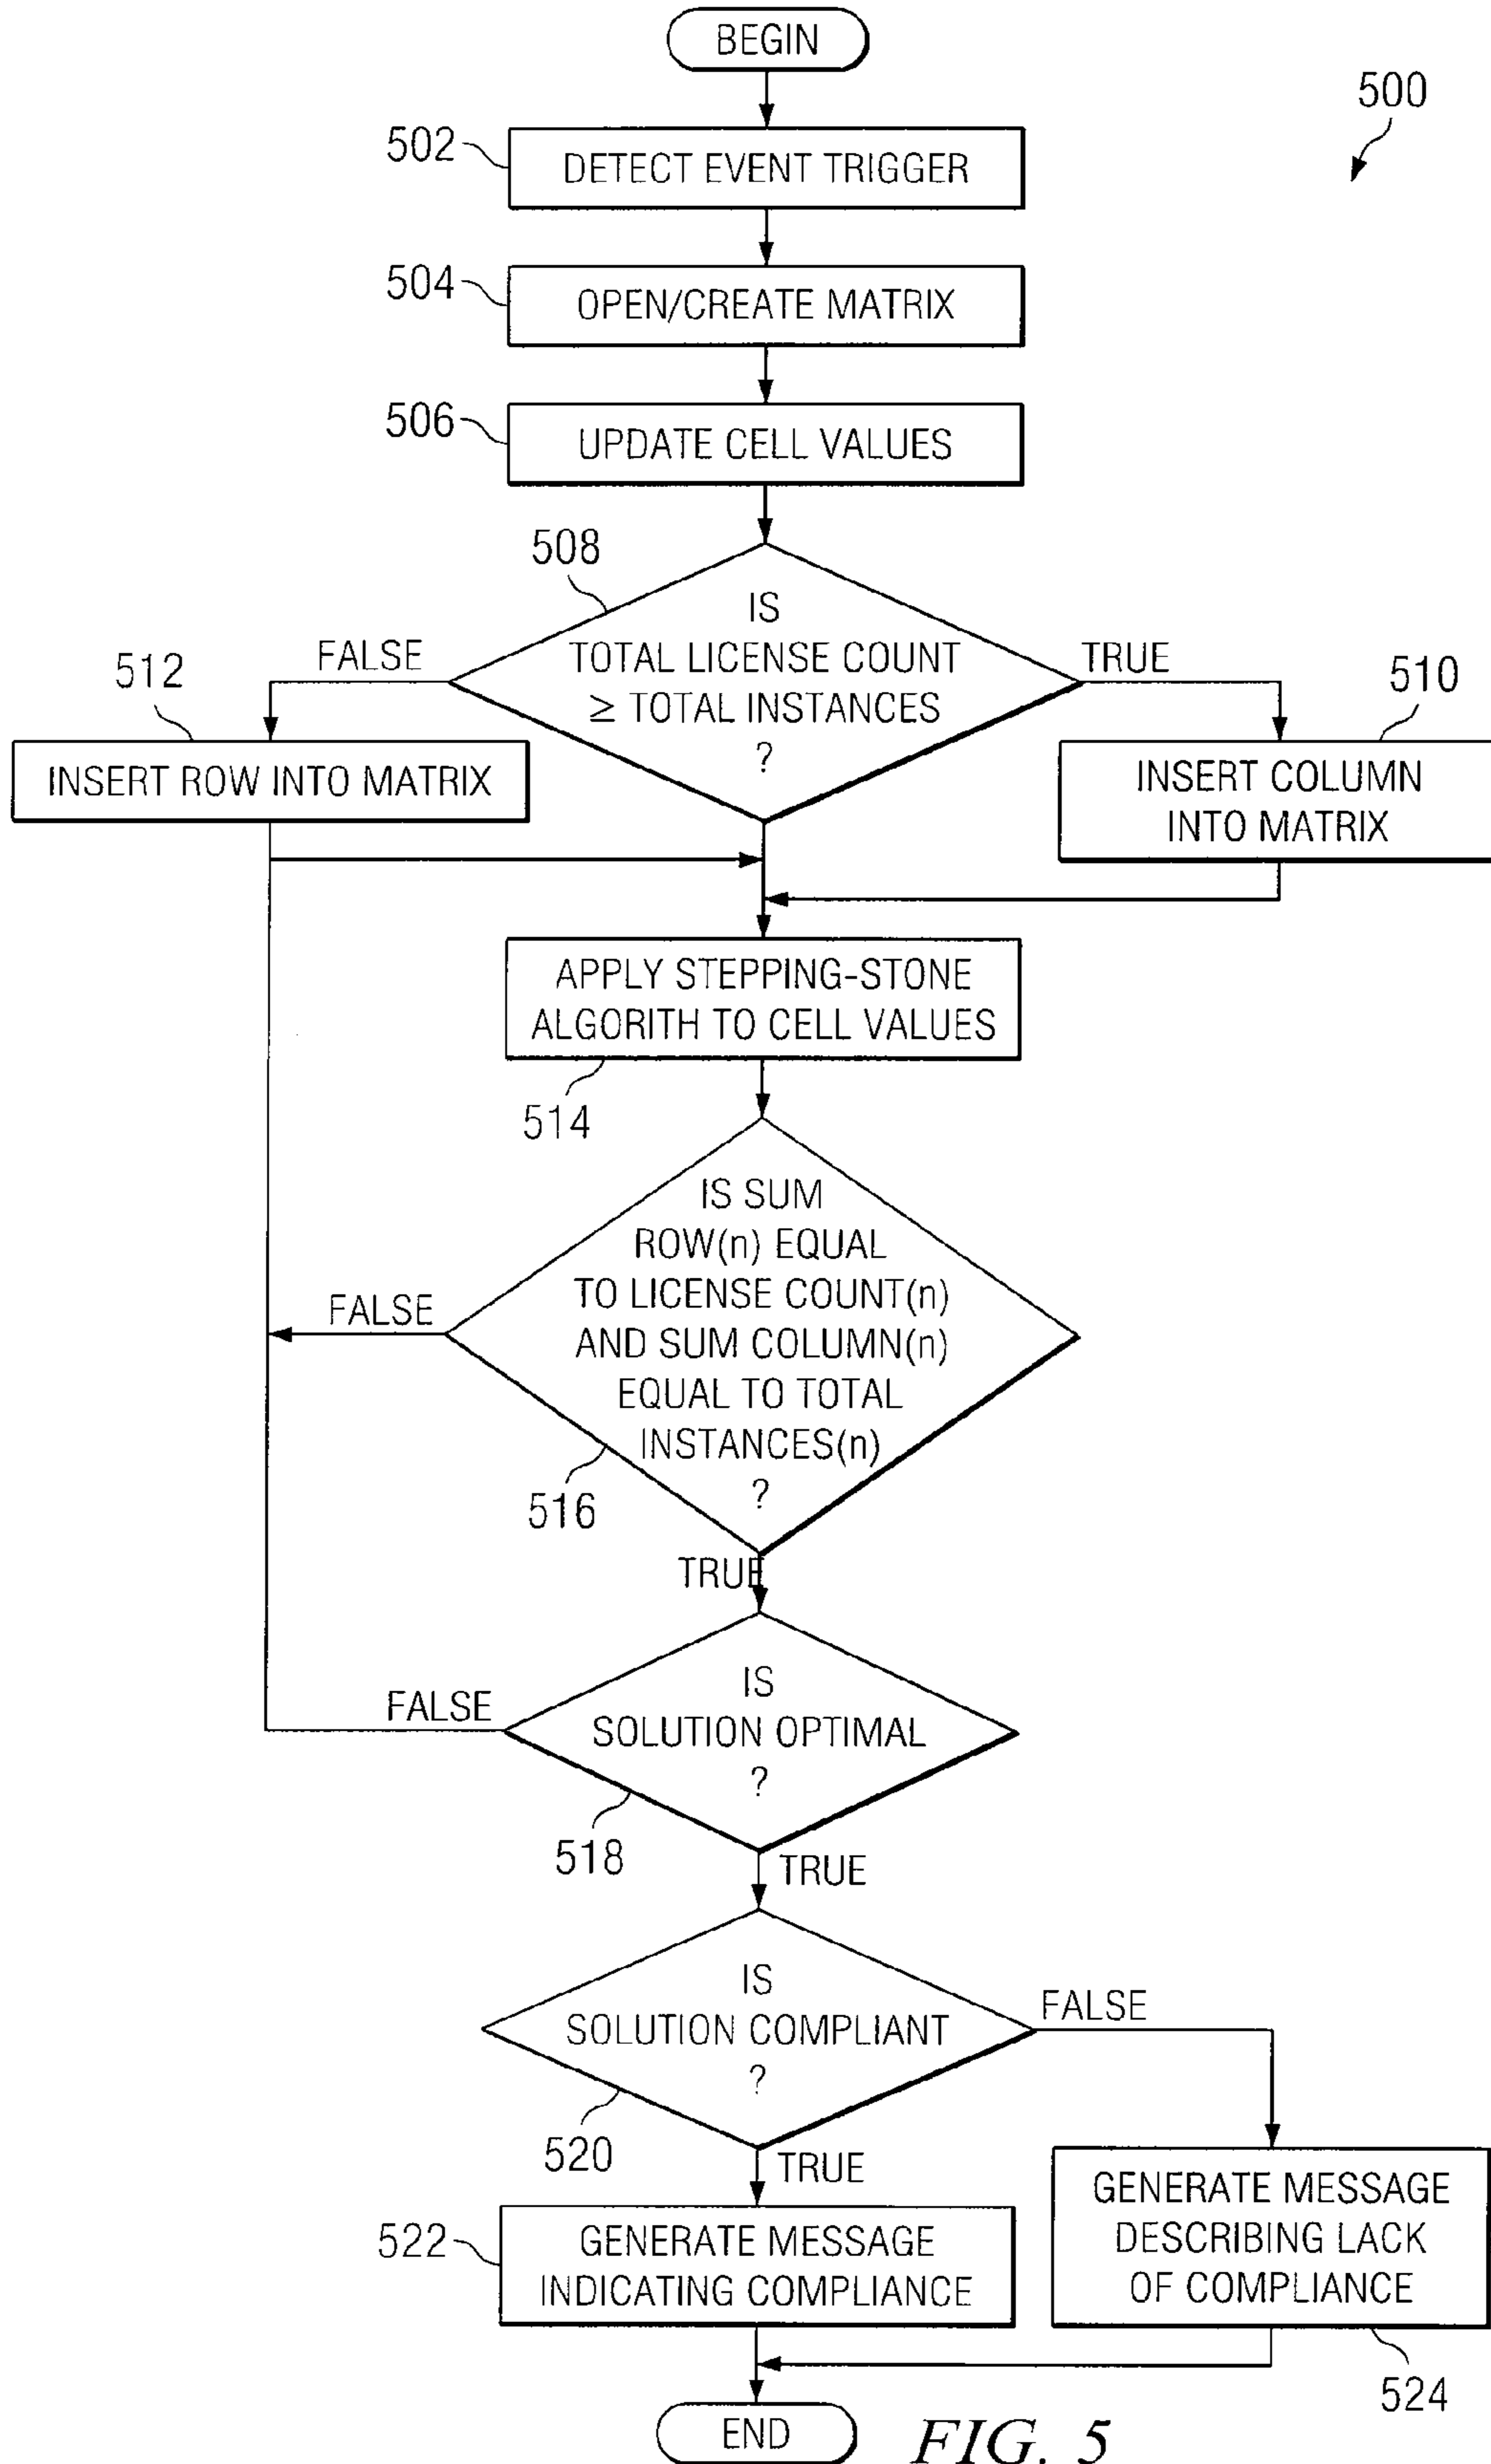 BEGIN
500
502
DETECT EVENT TRIGGER
504
OPEN/CREATE MATRIX
506
UPDATE CELL VALUES
508
IS
TOTAL LICENSE COUNT
≥ TOTAL INSTANCES
?
FALSE
TRUE
512
INSERT ROW INTO MATRIX
510
INSERT COLUMN
INTO MATRIX
APPLY STEPPING-STONE
ALGORITH TO CELL VALUES
514
IS SUM
ROW(n) EQUAL
TO LICENSE COUNT(n)
AND SUM COLUMN(n)
EQUAL TO TOTAL
INSTANCES(n)
?
FALSE
516
TRUE
IS
SOLUTION OPTIMAL
?
FALSE
518
TRUE
IS
SOLUTION COMPLIANT
?
FALSE
520
TRUE
522
GENERATE MESSAGE
INDICATING COMPLIANCE
GENERATE MESSAGE
DESCRIBING LACK
OF COMPLIANCE
524
END
FIG. 5